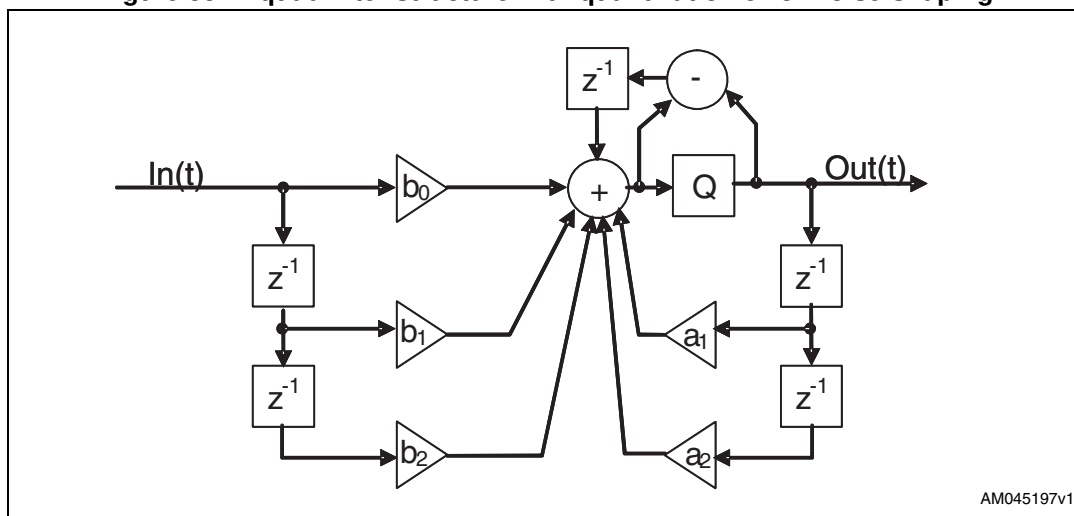 z⁻¹
-
In(t)
b₀
+
Q
Out(t)
z⁻¹
z⁻¹
b₁
a₁
z⁻¹
z⁻¹
b₂
a₂
AM045197v1